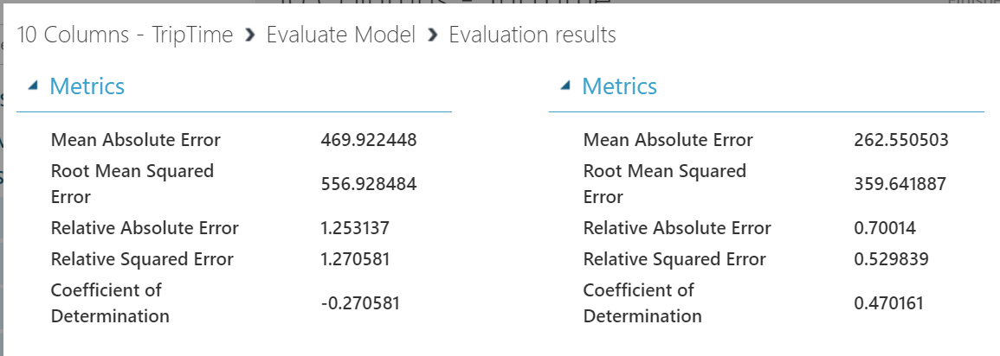 10 Columns - TripTime › Evaluate Model › Evaluation results
Metrics
Mean Absolute Error 469.922448
Root Mean Squared
Error 556.928484
Relative Absolute Error 1.253137
Relative Squared Error 1.270581
Coefficient of
Determination -0.270581
Metrics
Mean Absolute Error 262.550503
Root Mean Squared
Error 359.641887
Relative Absolute Error 0.70014
Relative Squared Error 0.529839
Coefficient of
Determination 0.470161